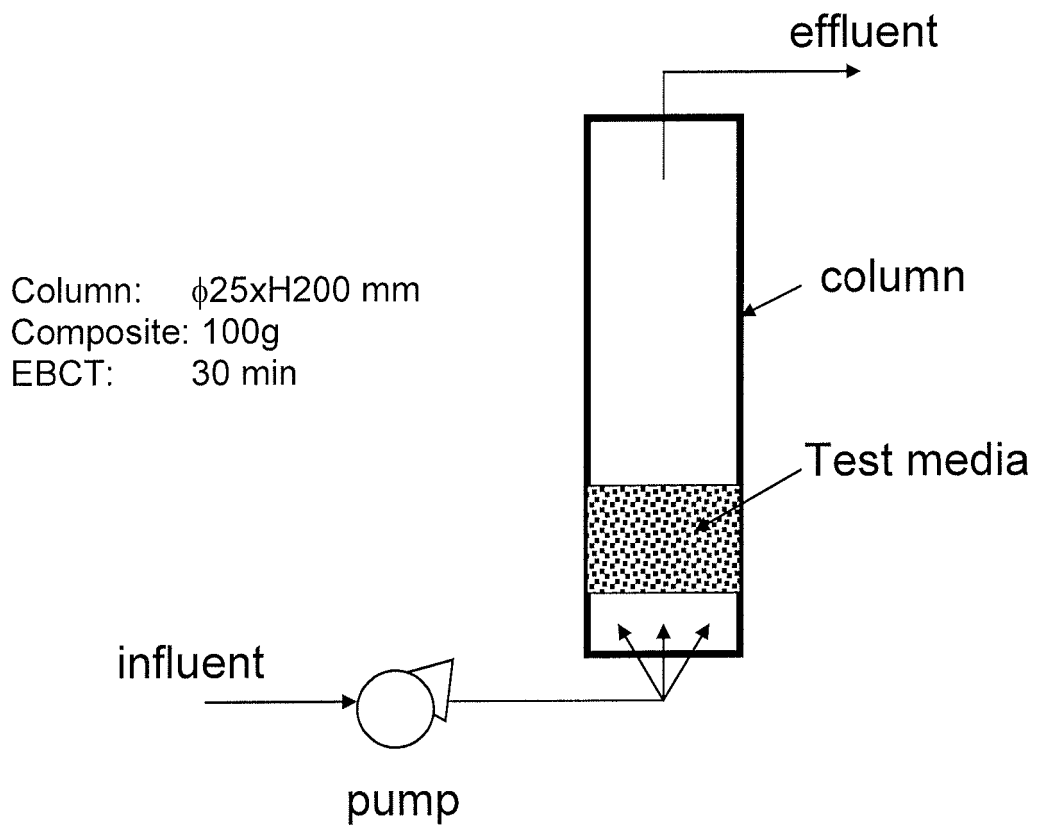 effluent
Column: ϕ25xH200 mm
Composite: 100g
EBCT: 30 min
column
Test media
influent
pump